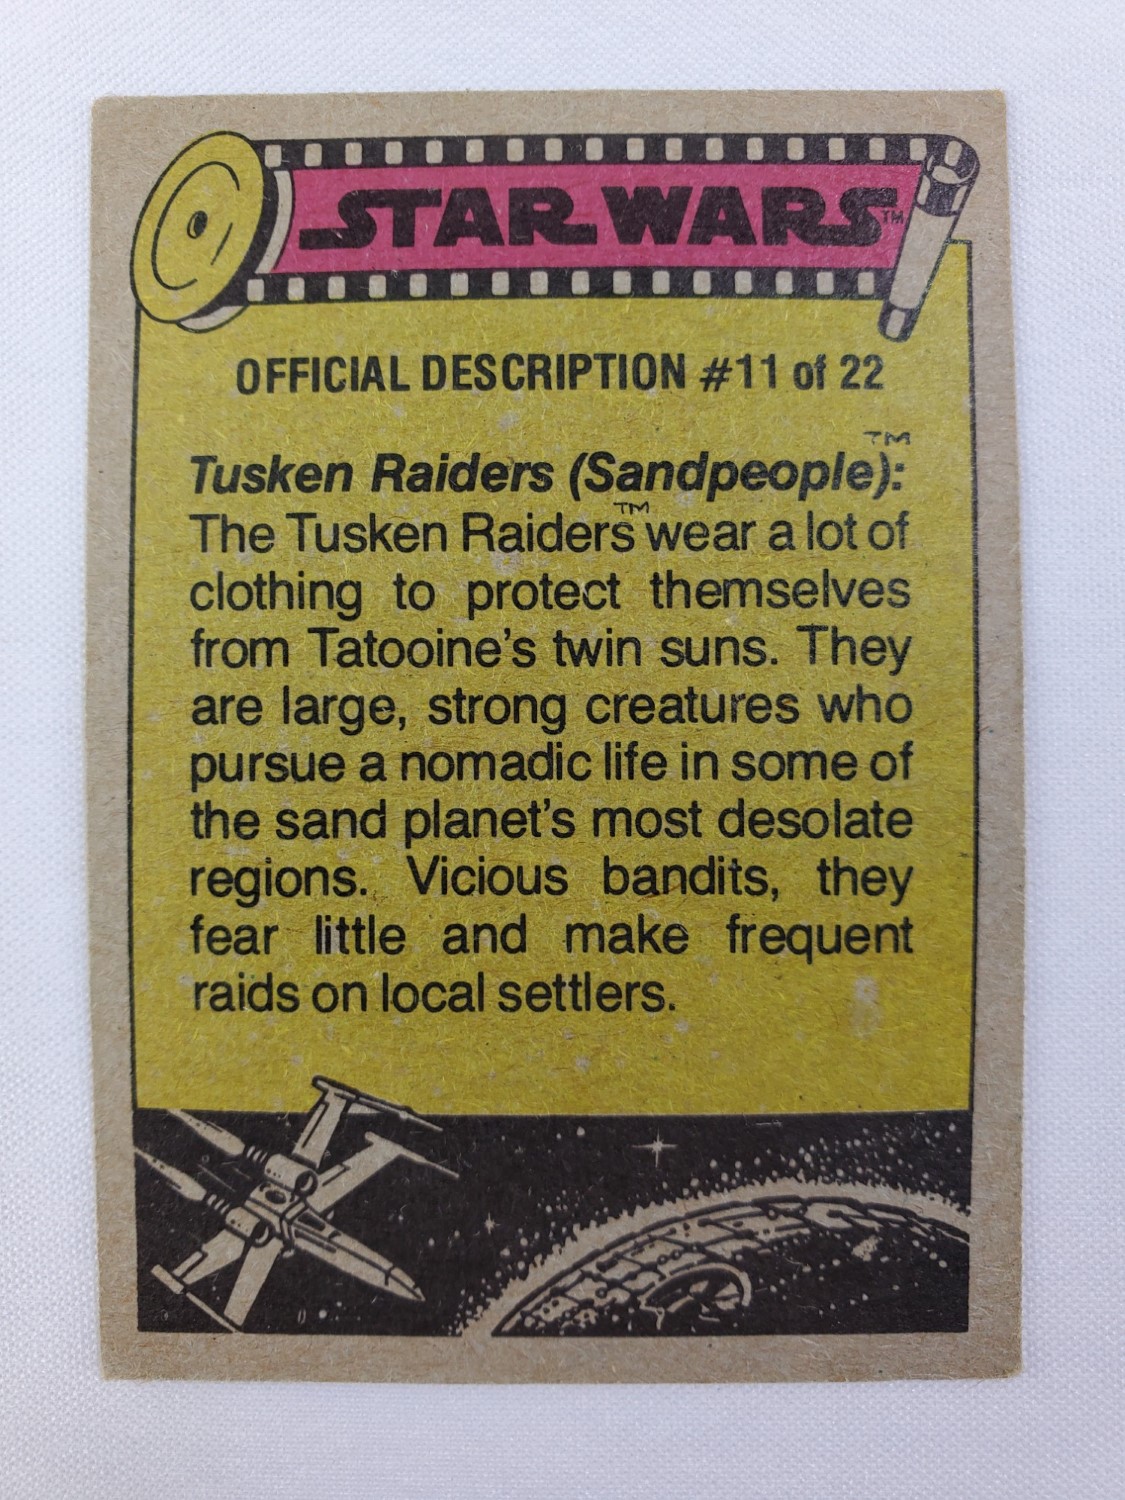 STAR WARS™
OFFICIAL DESCRIPTION #11 of 22
Tusken Raiders (Sandpeople):™
The Tusken Raiders™ wear a lot of
clothing to protect themselves
from Tatooine's twin suns. They
are large, strong creatures who
pursue a nomadic life in some of
the sand planet's most desolate
regions. Vicious bandits, they
fear little and make frequent
raids on local settlers.